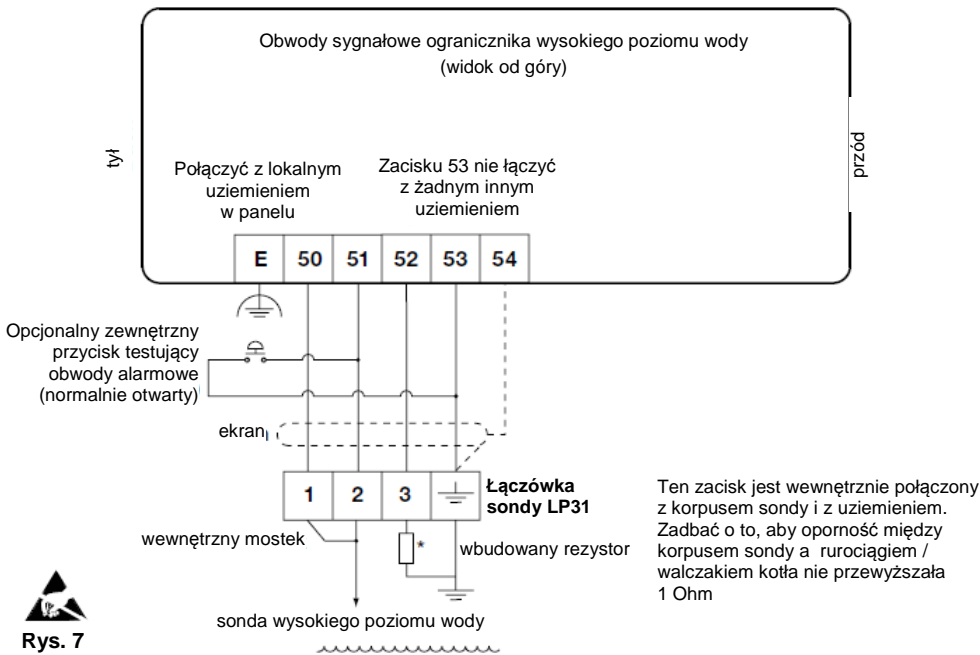 Obwody sygnałowe ogranicznika wysokiego poziomu wody
(widok od góry)
tył
przód
Połączyć z lokalnym
uziemieniem
w panelu
Zacisku 53 nie łączyć
z żadnym innym
uziemieniem
E 50 51 52 53 54
Opcjonalny zewnętrzny
przycisk testujący
obwody alarmowe
(normalnie otwarty)
ekran
1 2 3
Łączówka
sondy LP31
Ten zacisk jest wewnętrznie połączony
z korpusem sondy i z uziemieniem.
Zadbać o to, aby oporność między
korpusem sondy a rurociągiem /
walczakiem kotła nie przewyższała
1 Ohm
wewnętrzny mostek
*
wbudowany rezystor
sonda wysokiego poziomu wody
Rys. 7